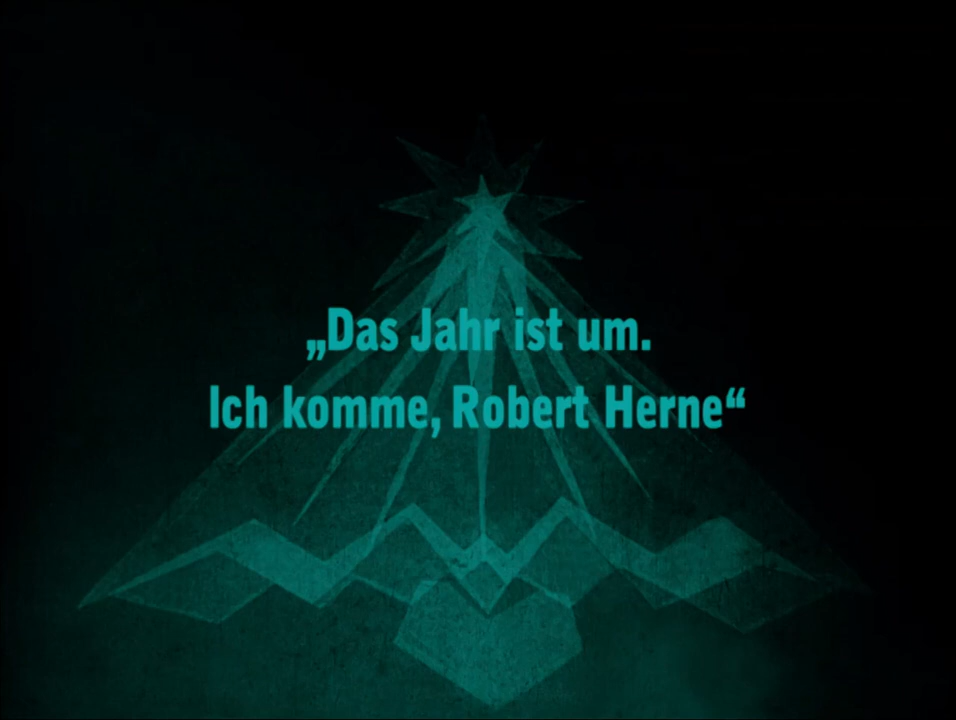 „Das Jahr ist um.
Ich komme, Robert Herne“